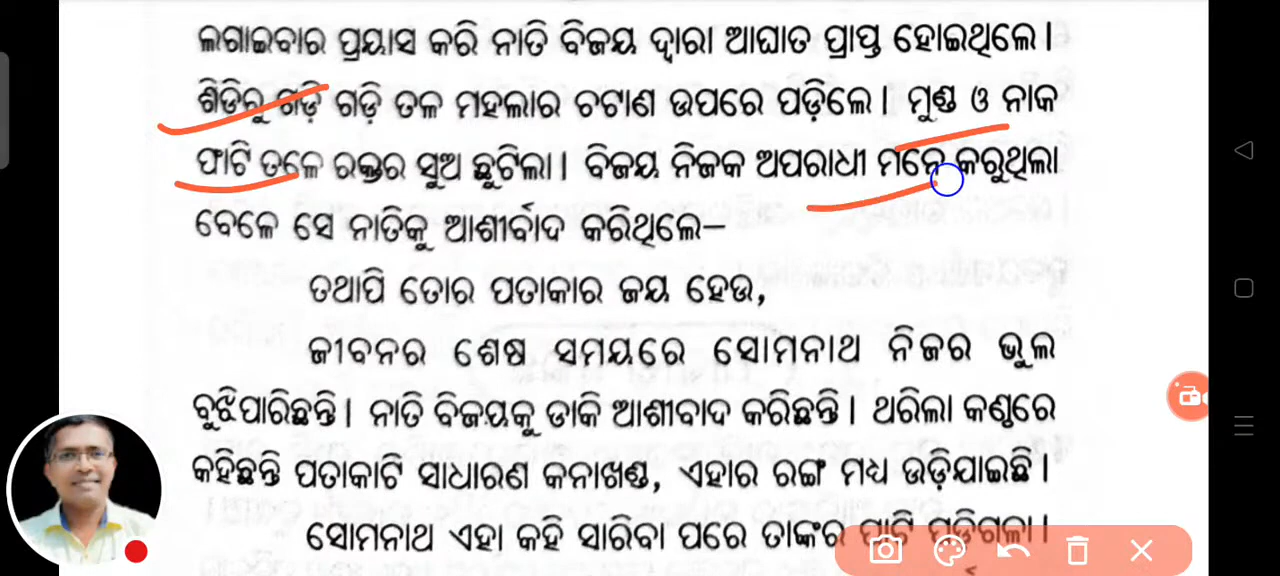 ଲଗାଇବାର ପ୍ରୟାସ କରି ନାତି ବିଜୟ ଦ୍ୱାରା ଆଘାତ ପ୍ରାପ୍ତ ହୋଇଥିଲେ।
ଶିଡିରୁ ଗଡ଼ି ଗଡ଼ି ତଳ ମହଲାର ଚଟାଣ ଉପରେ ପଡ଼ିଲେ। ମୁଣ୍ଡ ଓ ନାକ
ଫାଟି ତଳେ ରକ୍ତର ସୁଅ ଛୁଟିଲା। ବିଜୟ ନିଜକ ଅପରାଧୀ ମନେ କରୁଥିଲା
ବେଳେ ସେ ନାତିକୁ ଆଶୀର୍ବାଦ କରିଥିଲେ–
ତଥାପି ତୋର ପତାକାର ଜୟ ହେଉ,
ଜୀବନର ଶେଷ ସମୟରେ ସୋମନାଥ ନିଜର ଭୁଲ
ବୁଝିପାରିଛନ୍ତି। ନାତି ବିଜୟକୁ ଡାକି ଆଶୀବାଦ କରିଛନ୍ତି। ଥରିଲା କଣ୍ଠରେ
କହିଛନ୍ତି ପତାକାଟି ସାଧାରଣ କନାଖଣ୍ଡ, ଏହାର ରଙ୍ଗ ମଧ୍ୟ ଉଡ଼ିଯାଇଛି।
ସୋମନାଥ ଏହା କହି ସାରିବା ପରେ ତାଙ୍କର